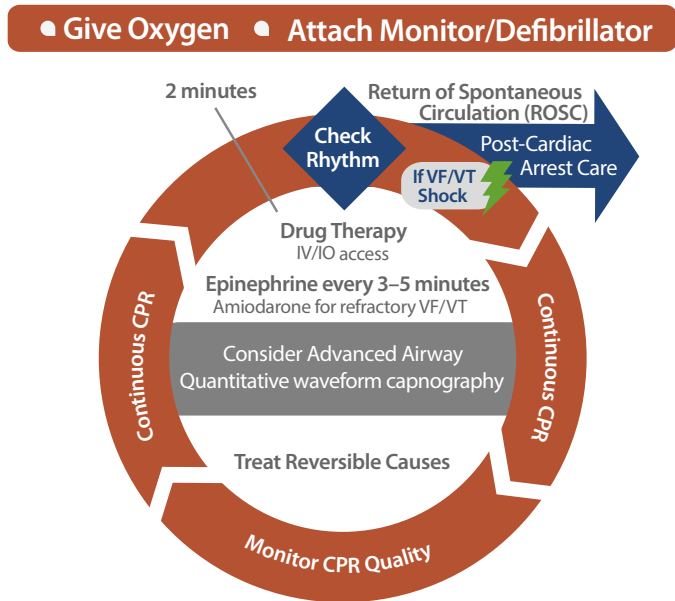 Give Oxygen Attach Monitor/Defibrillator
2 minutes
Return of Spontaneous
Circulation (ROSC)
Check
Rhythm
Post-Cardiac
Arrest Care
If VF/VT
Shock
Drug Therapy
IV/IO access
Epinephrine every 3–5 minutes
Amiodarone for refractory VF/VT
Consider Advanced Airway
Quantitative waveform capnography
Treat Reversible Causes
Continuous CPR
Continuous CPR
Monitor CPR Quality